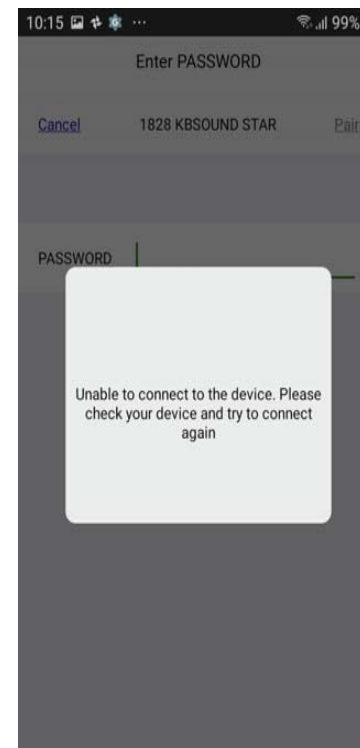 10:15 ... 99%
Enter PASSWORD
Cancel 1828 KBSOUND STAR Pair
PASSWORD
Unable to connect to the device. Please
check your device and try to connect
again